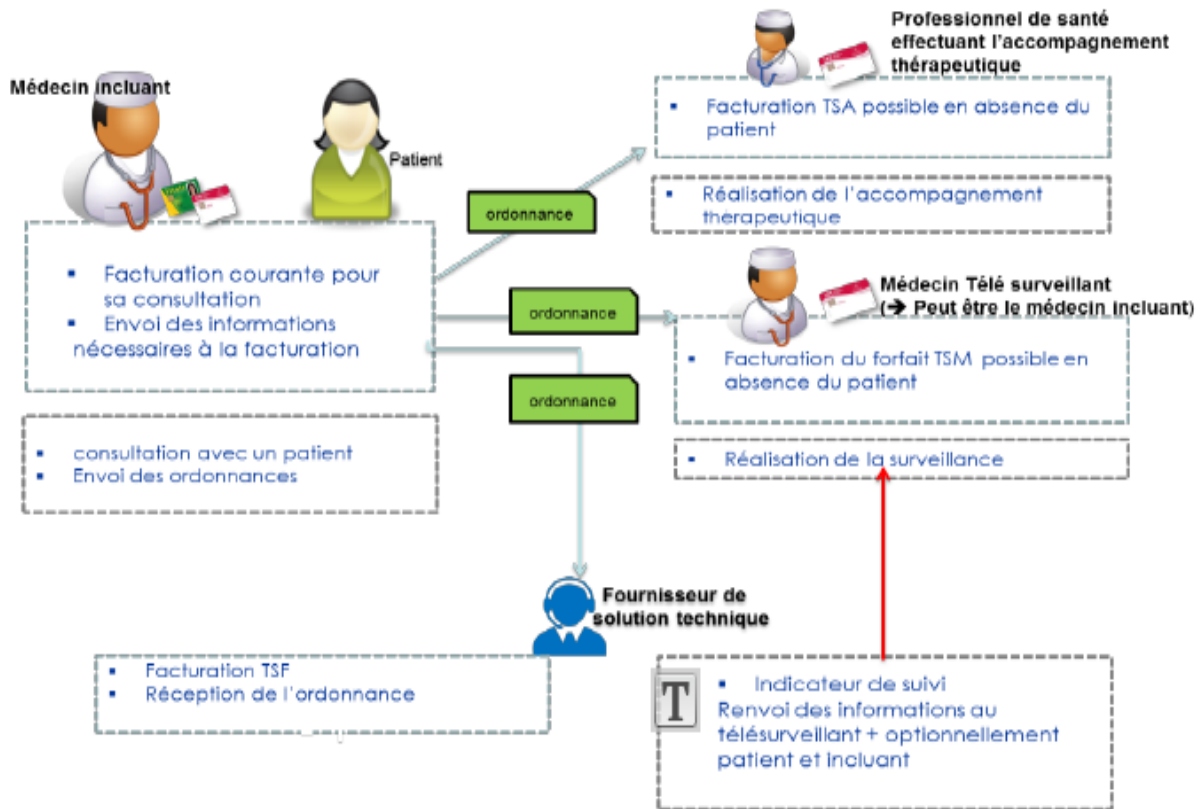 Professionnel de santé
effectuant l'accompagnement
thérapeutique
Médecin incluant
Patient
▪ Facturation TSA possible en absence du
patient
▪ Réalisation de l'accompagnement
therapeutique
ordonnance
▪ Facturation courante pour
sa consultation
▪ Envoi des informations
nécessaires à la facturation
ordonnance
Médecin Télé surveillant
(➔ Peut être le médecin incluant)
▪ Facturation du forfait TSM possible en
absence du patient
ordonnance
▪ consultation avec un patient
▪ Envoi des ordonnances
▪ Réalisation de la surveillance
Fournisseur de
solution technique
▪ Facturation TSF
▪ Réception de l'ordonnance
T
▪ Indicateur de suivi
Renvoi des informations au
télésurveillant + optionnellement
patient et incluant